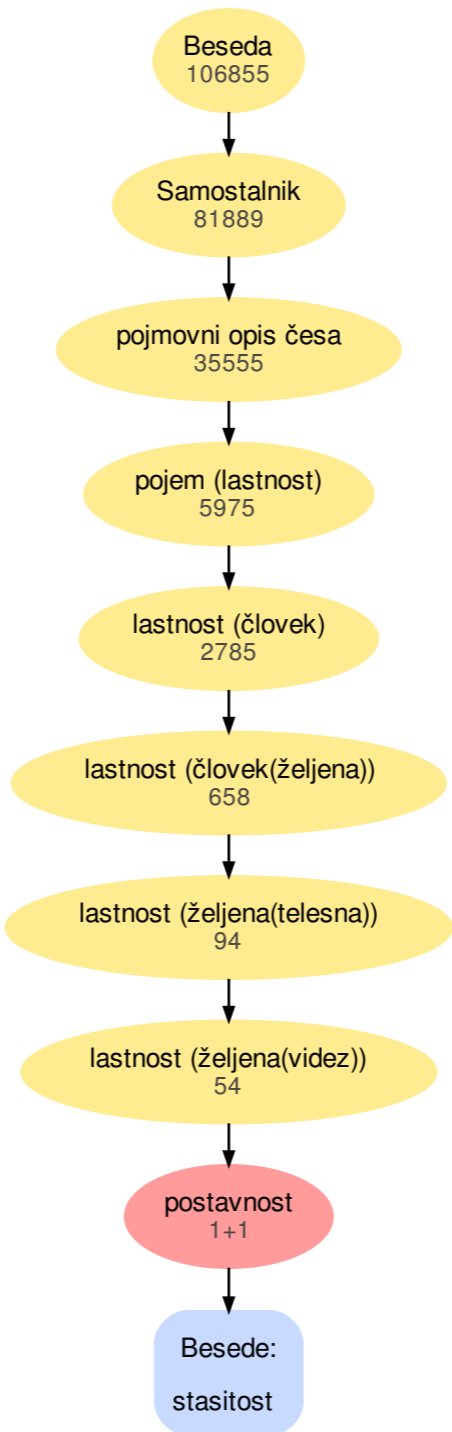 Beseda
106855
Samostalnik
81889
pojmovni opis česa
35555
pojem (lastnost)
5975
lastnost (človek)
2785
lastnost (človek(željena))
658
lastnost (željena(telesna))
94
lastnost (željena(videz))
54
postavnost
1+1
Besede:
stasitost